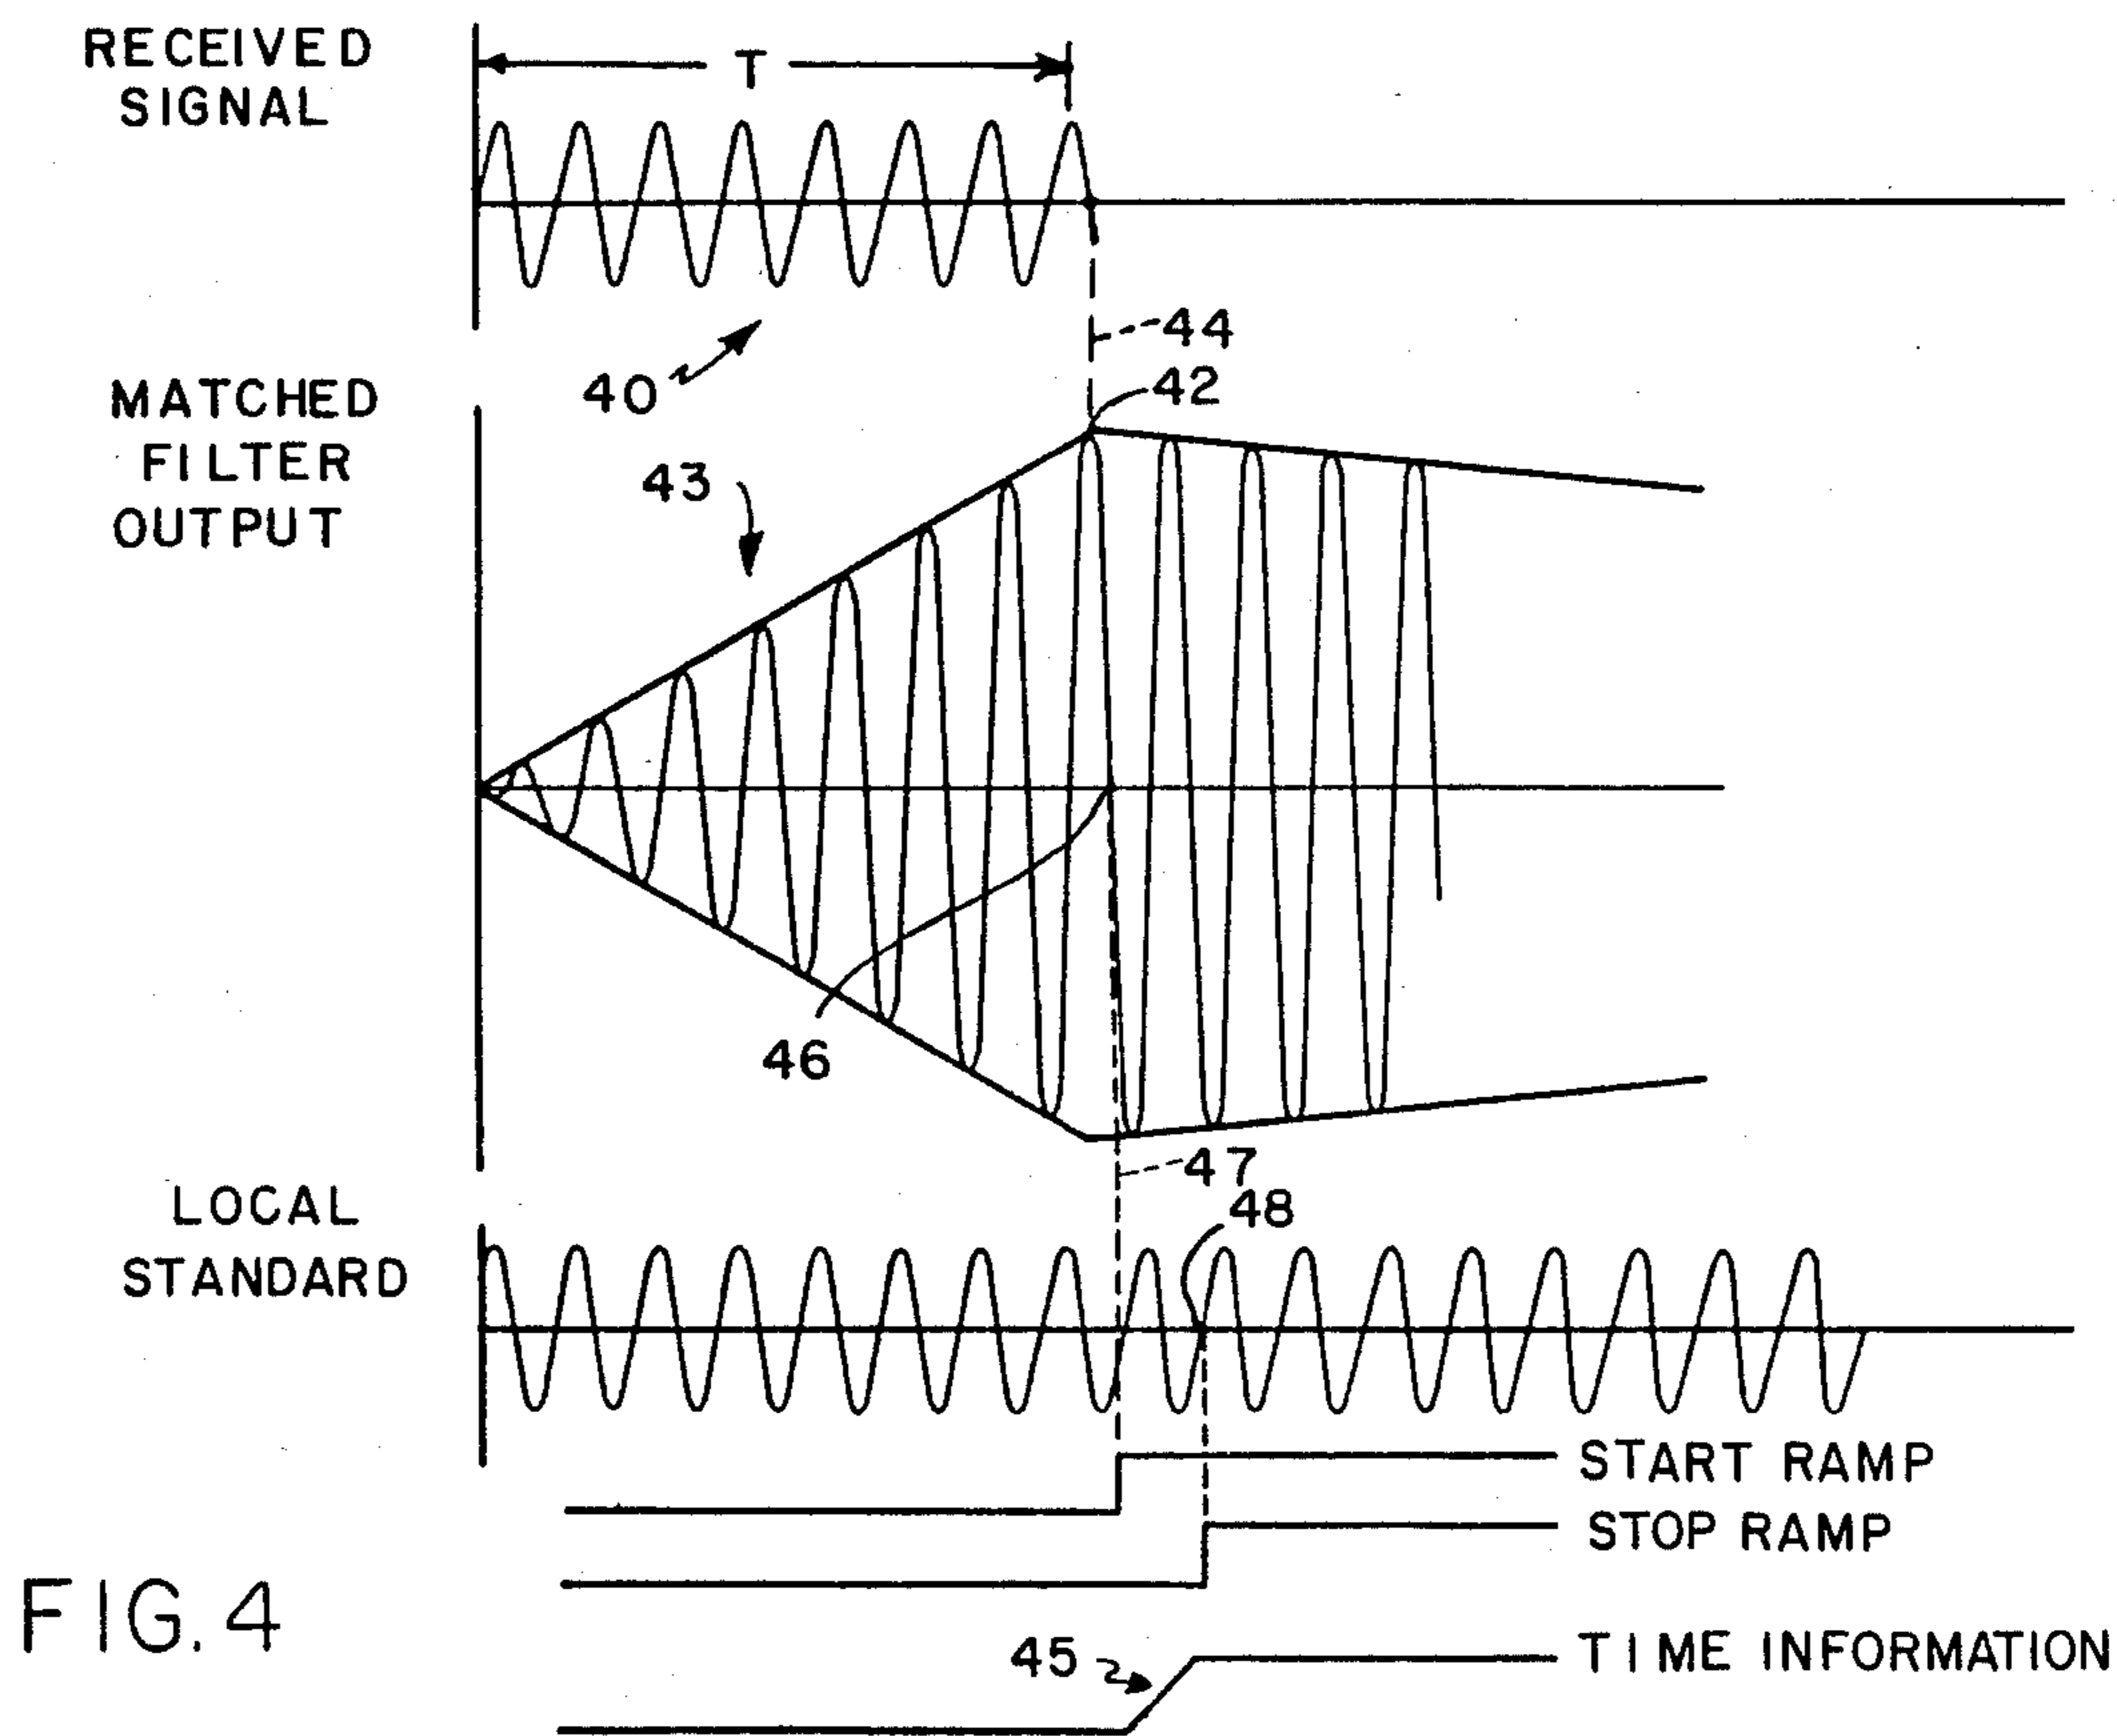 RECEIVED
SIGNAL
T
40
44
42
MATCHED
FILTER
OUTPUT
43
46
47
48
LOCAL
STANDARD
START RAMP
STOP RAMP
FIG. 4
45
TIME INFORMATION